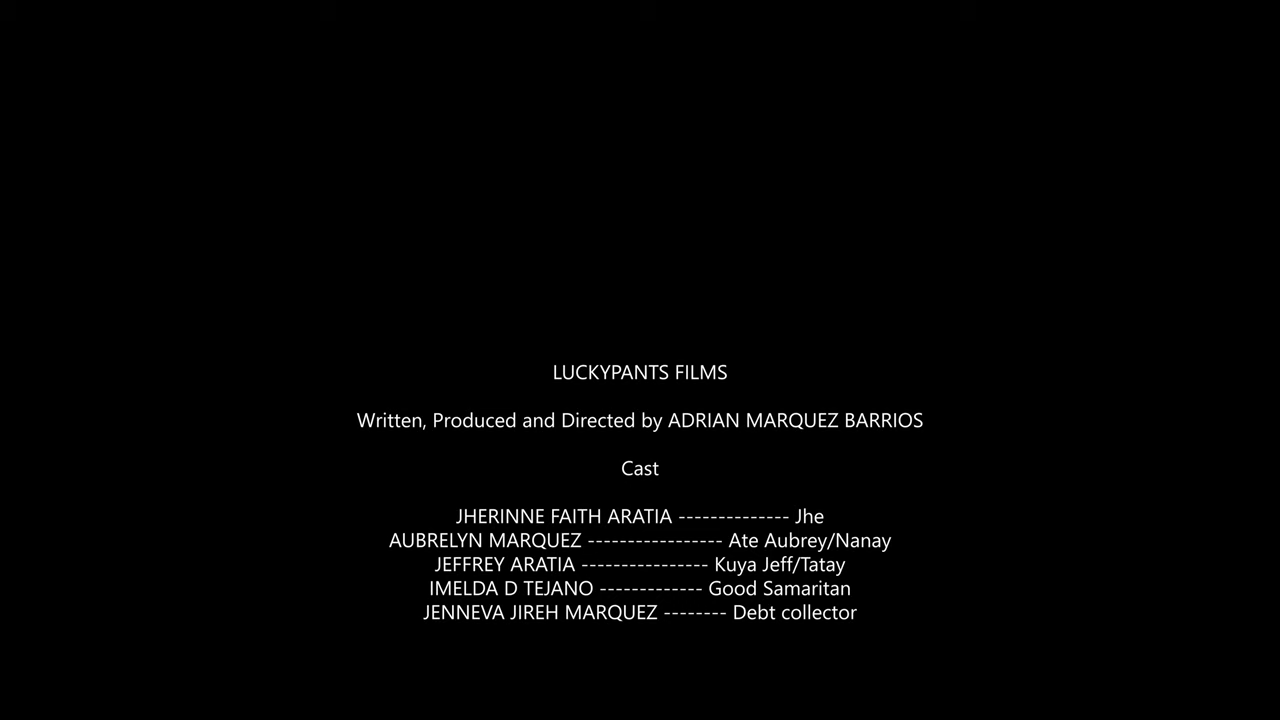 LUCKYPANTS FILMS
Written, Produced and Directed by ADRIAN MARQUEZ BARRIOS
Cast
JHERINNE FAITH ARATIA -------------- Jhe
AUBRELYN MARQUEZ ----------------- Ate Aubrey/Nanay
JEFFREY ARATIA ---------------- Kuya Jeff/Tatay
IMELDA D TEJANO ------------- Good Samaritan
JENNEVA JIREH MARQUEZ -------- Debt collector